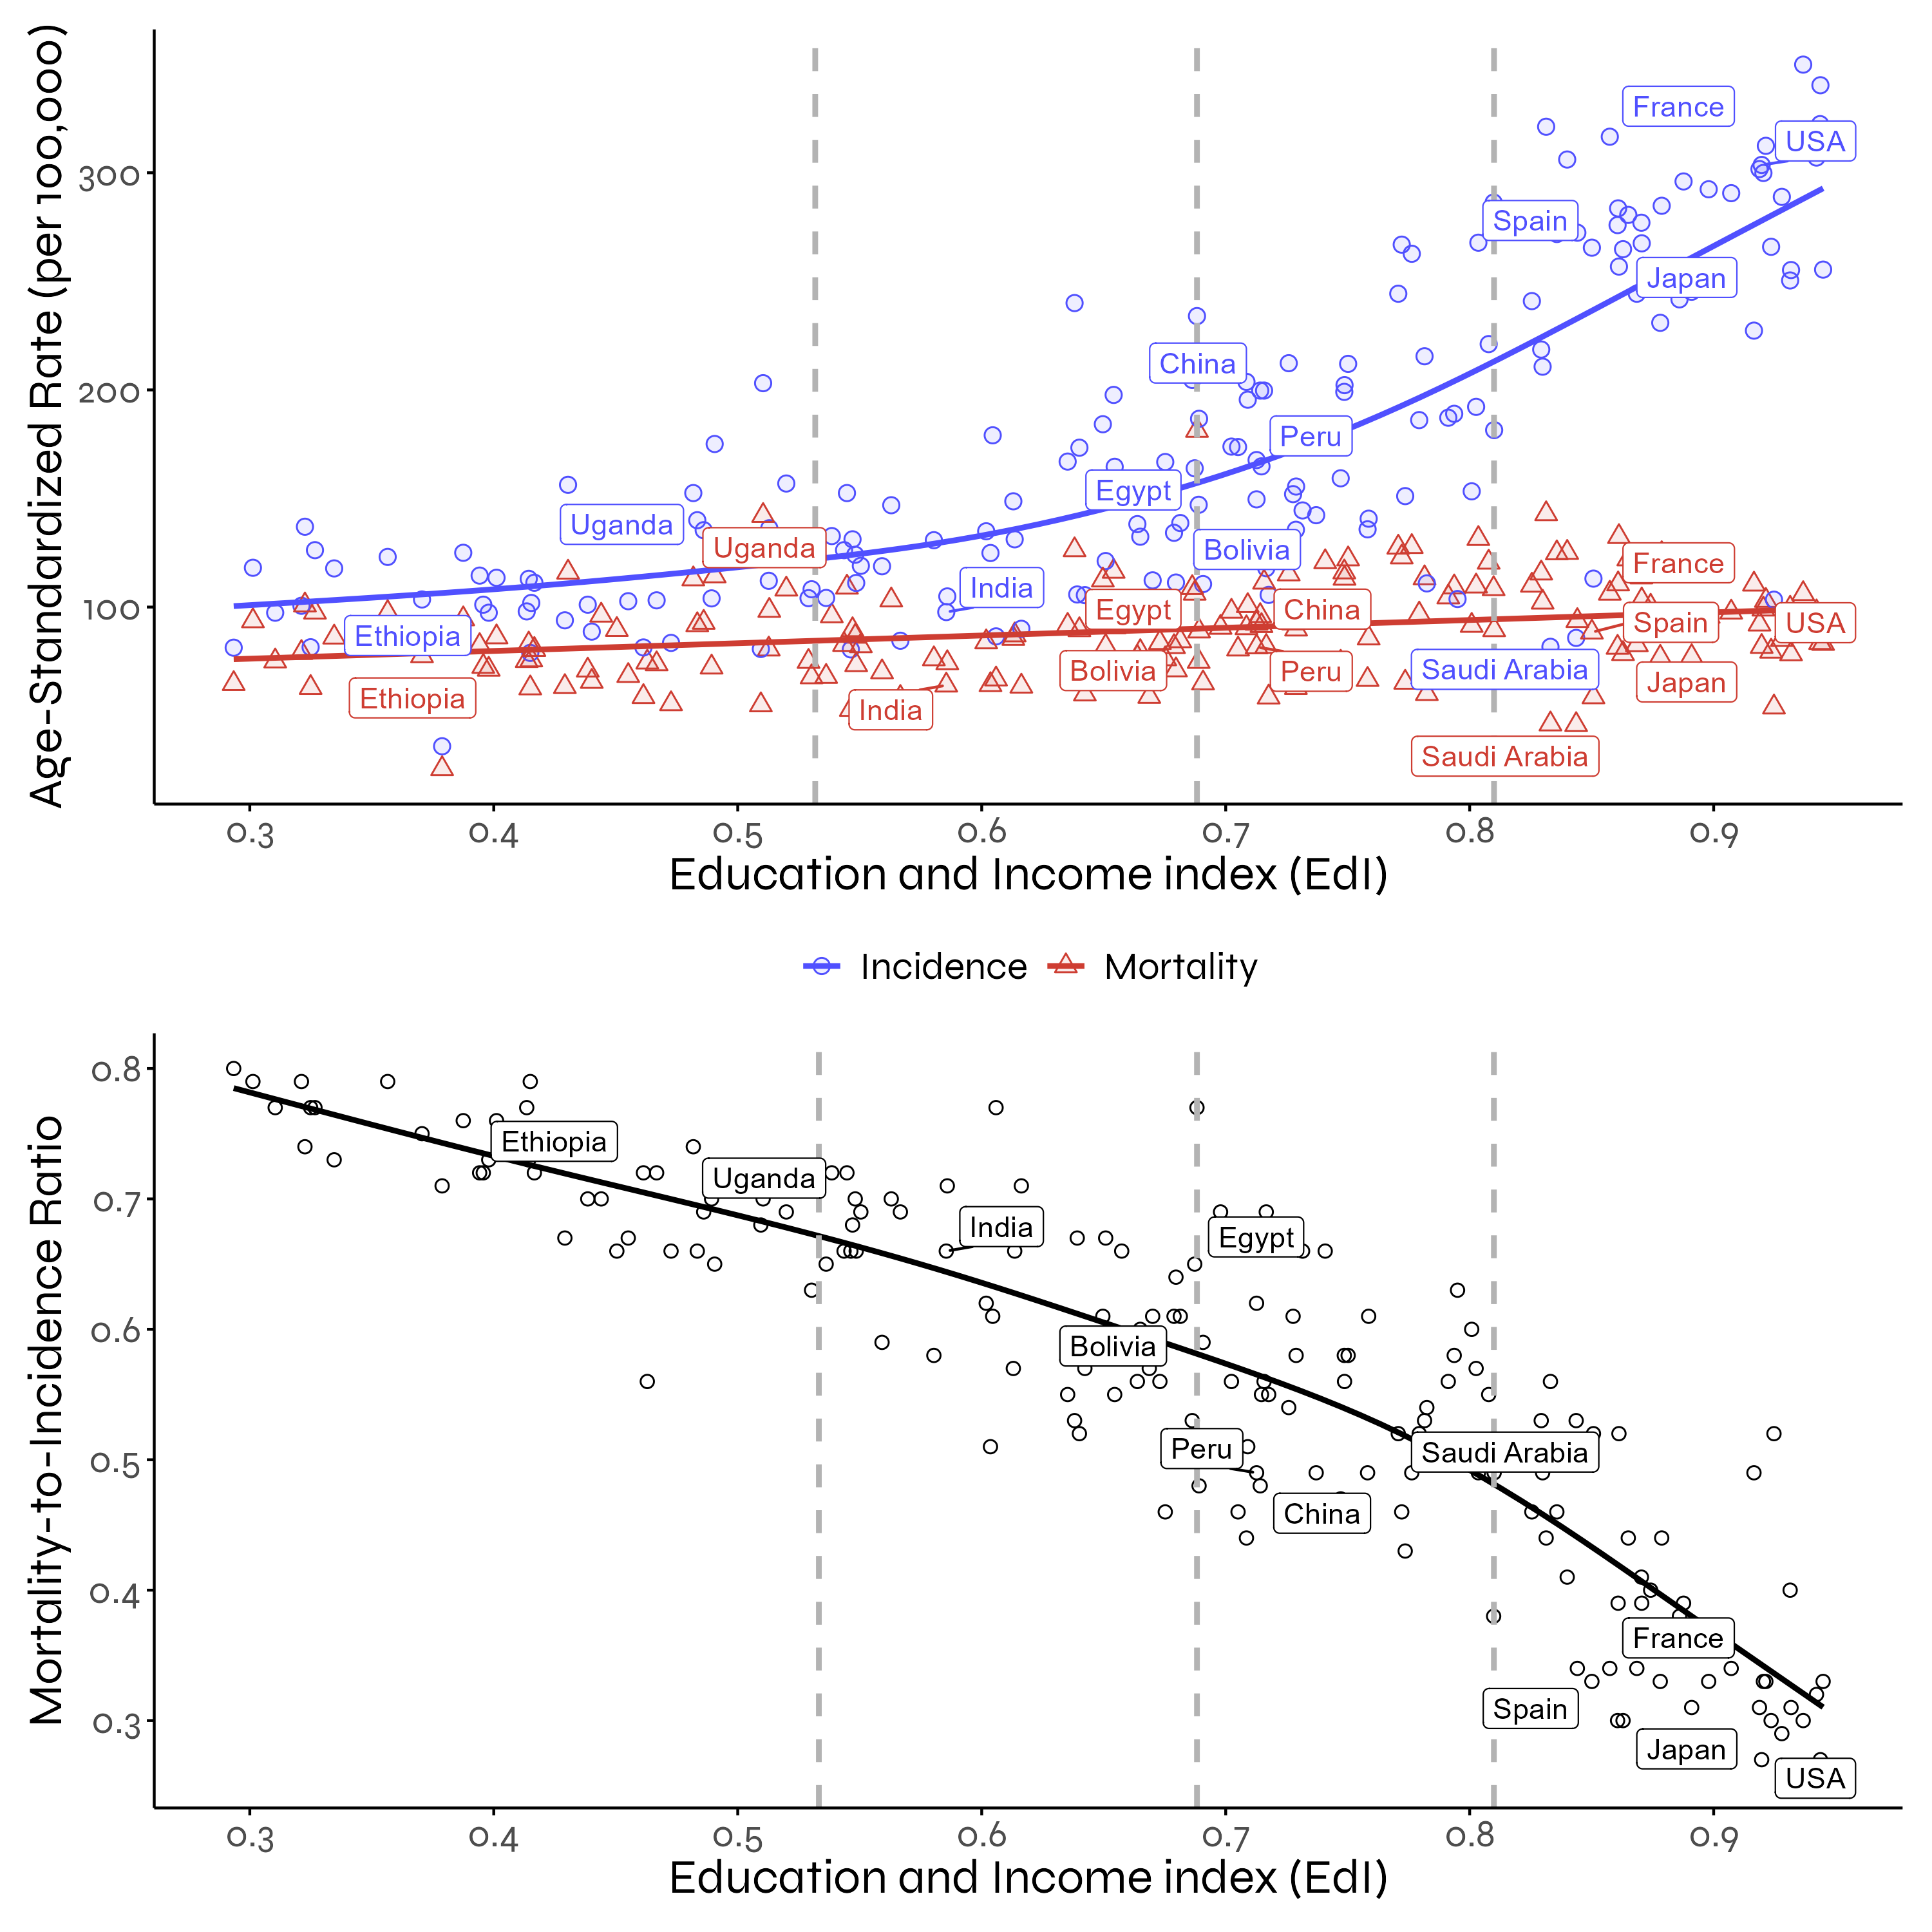 Age-Standardized Rate (per 100,000)
300
200
100
France
USA
Spain
Japan
China
Peru
Egypt
Uganda
Uganda
Bolivia
France
India
Egypt
China
Spain
USA
Ethiopia
Bolivia
Peru
Saudi Arabia
Japan
Ethiopia
India
Saudi Arabia
0.3 0.4 0.5 0.6 0.7 0.8 0.9
Education and Income index (EdI)
Incidence Mortality
Mortality-to-Incidence Ratio
0.8
0.7
0.6
0.5
0.4
0.3
Ethiopia
Uganda
India
Egypt
Bolivia
Peru
Saudi Arabia
China
France
Spain
Japan
USA
0.3 0.4 0.5 0.6 0.7 0.8 0.9
Education and Income index (EdI)